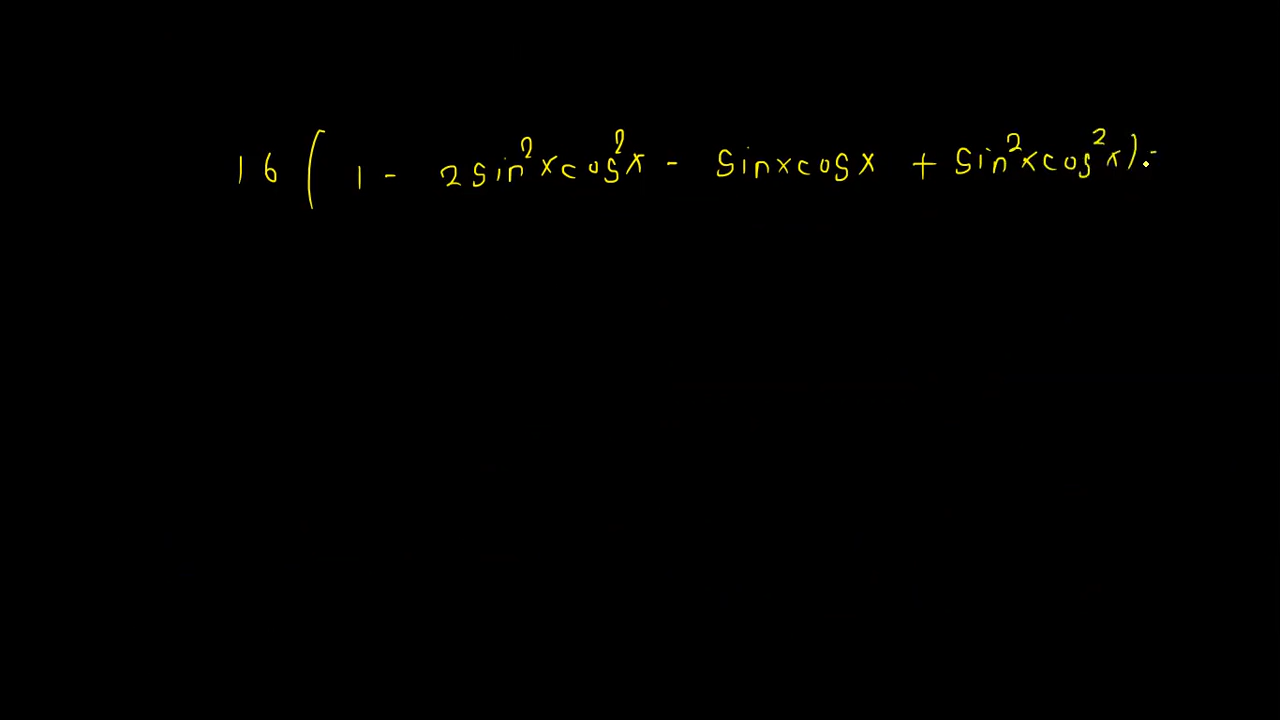 16 ( 1 - 2sin²xcos²x - sinxcosx + sin²xcos²x) =